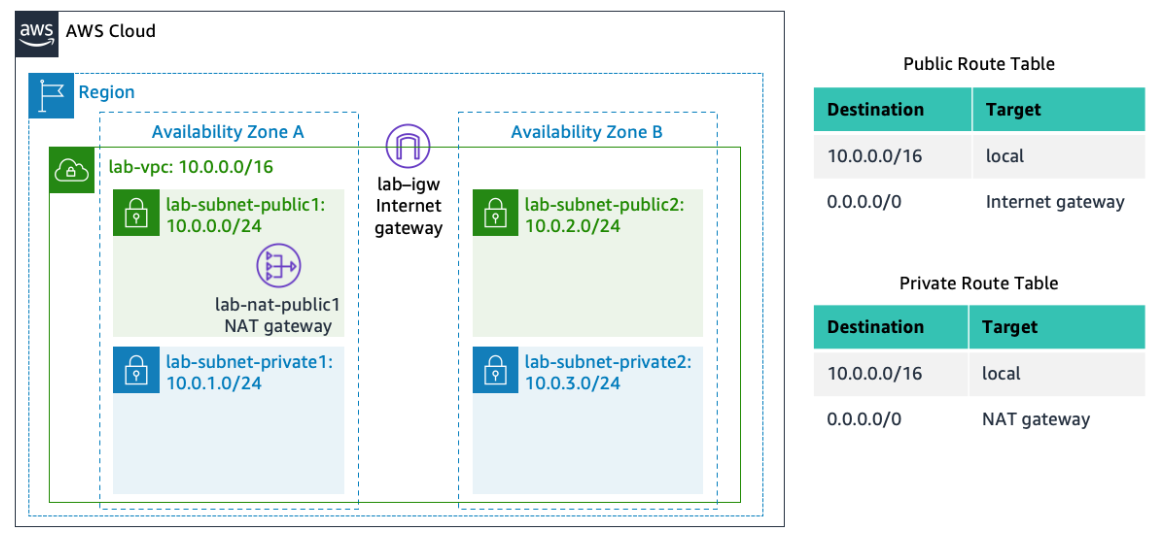 aws
AWS Cloud
Region
Availability Zone A
Availability Zone B
lab-vpc: 10.0.0.0/16
lab–igw
Internet
gateway
lab-subnet-public1:
10.0.0.0/24
lab-nat-public1
NAT gateway
lab-subnet-public2:
10.0.2.0/24
lab-subnet-private1:
10.0.1.0/24
lab-subnet-private2:
10.0.3.0/24
Public Route Table
Destination Target
10.0.0.0/16 local
0.0.0.0/0 Internet gateway
Private Route Table
Destination Target
10.0.0.0/16 local
0.0.0.0/0 NAT gateway